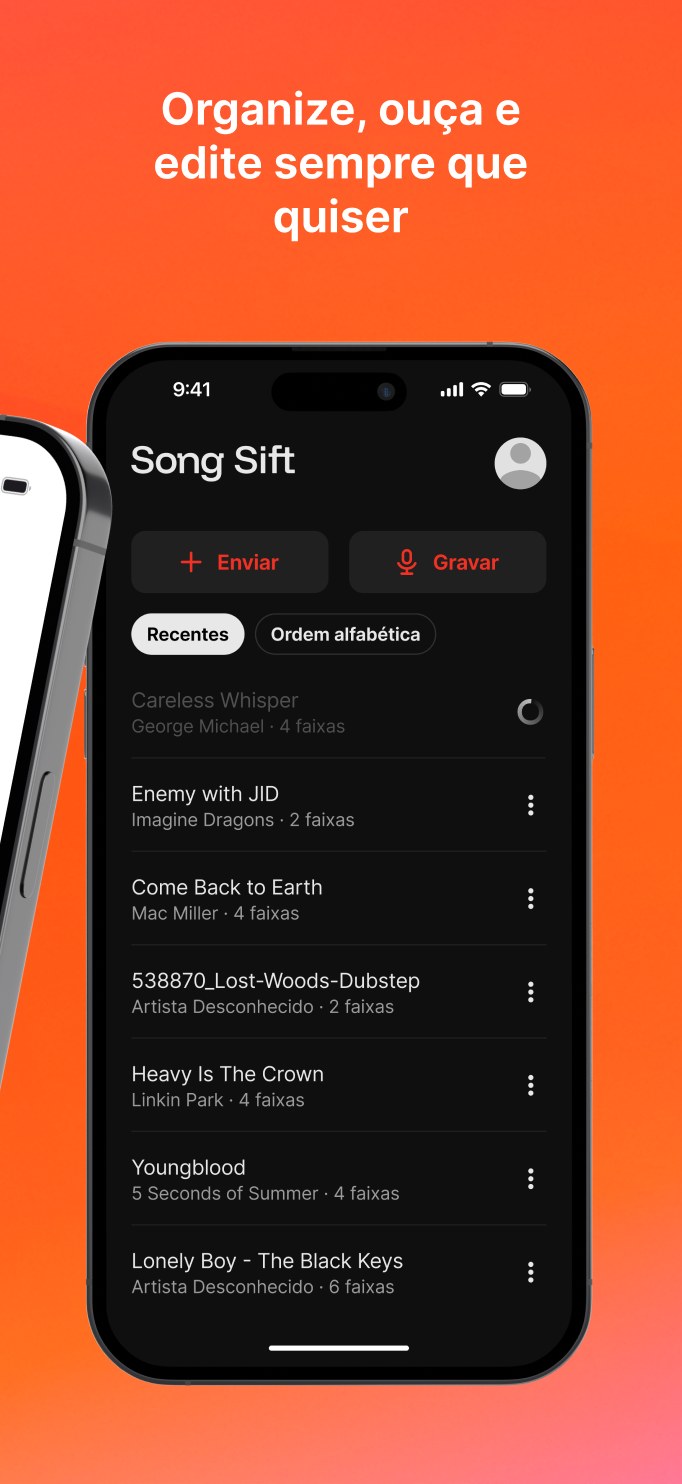 Organize, ouça e
edite sempre que
quiser
9:41
Song Sift
Enviar
Gravar
Recentes
Ordem alfabética
Careless Whisper
George Michael · 4 faixas
Enemy with JID
Imagine Dragons · 2 faixas
Come Back to Earth
Mac Miller · 4 faixas
538870_Lost-Woods-Dubstep
Artista Desconhecido · 2 faixas
Heavy Is The Crown
Linkin Park · 4 faixas
Youngblood
5 Seconds of Summer · 4 faixas
Lonely Boy - The Black Keys
Artista Desconhecido · 6 faixas